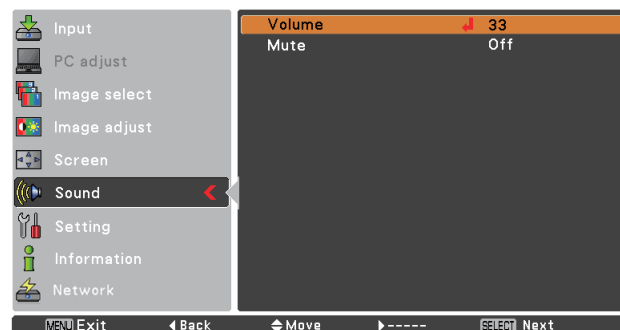 Input
PC adjust
Image select
Image adjust
Screen
Sound
Setting
Information
Network
Volume 33
Mute Off
MENU Exit Back Move ----- SELECT Next